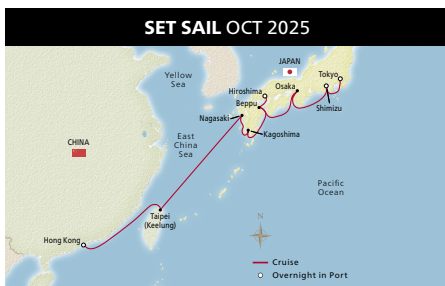 SET SAIL OCT 2025
Yellow
Sea
JAPAN
Tokyo
Hiroshima
Osaka
Beppu
Shimizu
Nagasaki
Kagoshima
CHINA
East
China
Sea
Pacific
Ocean
Taipei
(Keelung)
N
Hong Kong
Cruise
Overnight in Port